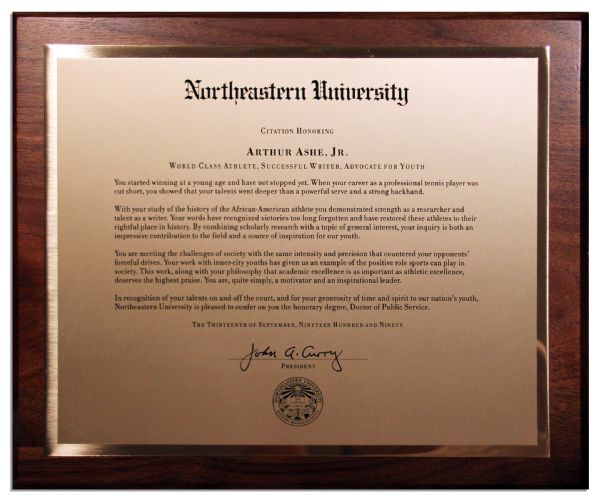 Northeastern University
CITATION HONORING
ARTHUR ASHE, JR.
WORLD-CLASS ATHLETE, SUCCESSFUL WRITER, ADVOCATE FOR YOUTH
You started winning at a young age and have not stopped yet. When your career as a professional tennis player was
cut short, you showed that your talents went deeper than a powerful serve and a strong backhand.
With your study of the history of the African-American athlete you demonstrated strength as a researcher and
talent as a writer. Your words have recognized victories too long forgotten and have restored these athletes to their
rightful place in history. By combining scholarly research with a topic of general interest, your inquiry is both an
impressive contribution to the field and a source of inspiration for our youth.
You are meeting the challenges of society with the same intensity and precision that countered your opponents'
forceful drives. Your work with inner-city youths has given us an example of the positive role sports can play in
society. This work, along with your philosophy that academic excellence is as important as athletic excellence,
deserves the highest praise. You are, quite simply, a motivator and an inspirational leader.
In recognition of your talents on and off the court, and for your generosity of time and spirit to our nation's youth,
Northeastern University is pleased to confer on you the honorary degree, Doctor of Public Service.
THE THIRTEENTH OF SEPTEMBER, NINETEEN HUNDRED AND NINETY
John A. Curry
PRESIDENT
NORTHEASTERN UNIVERSITY